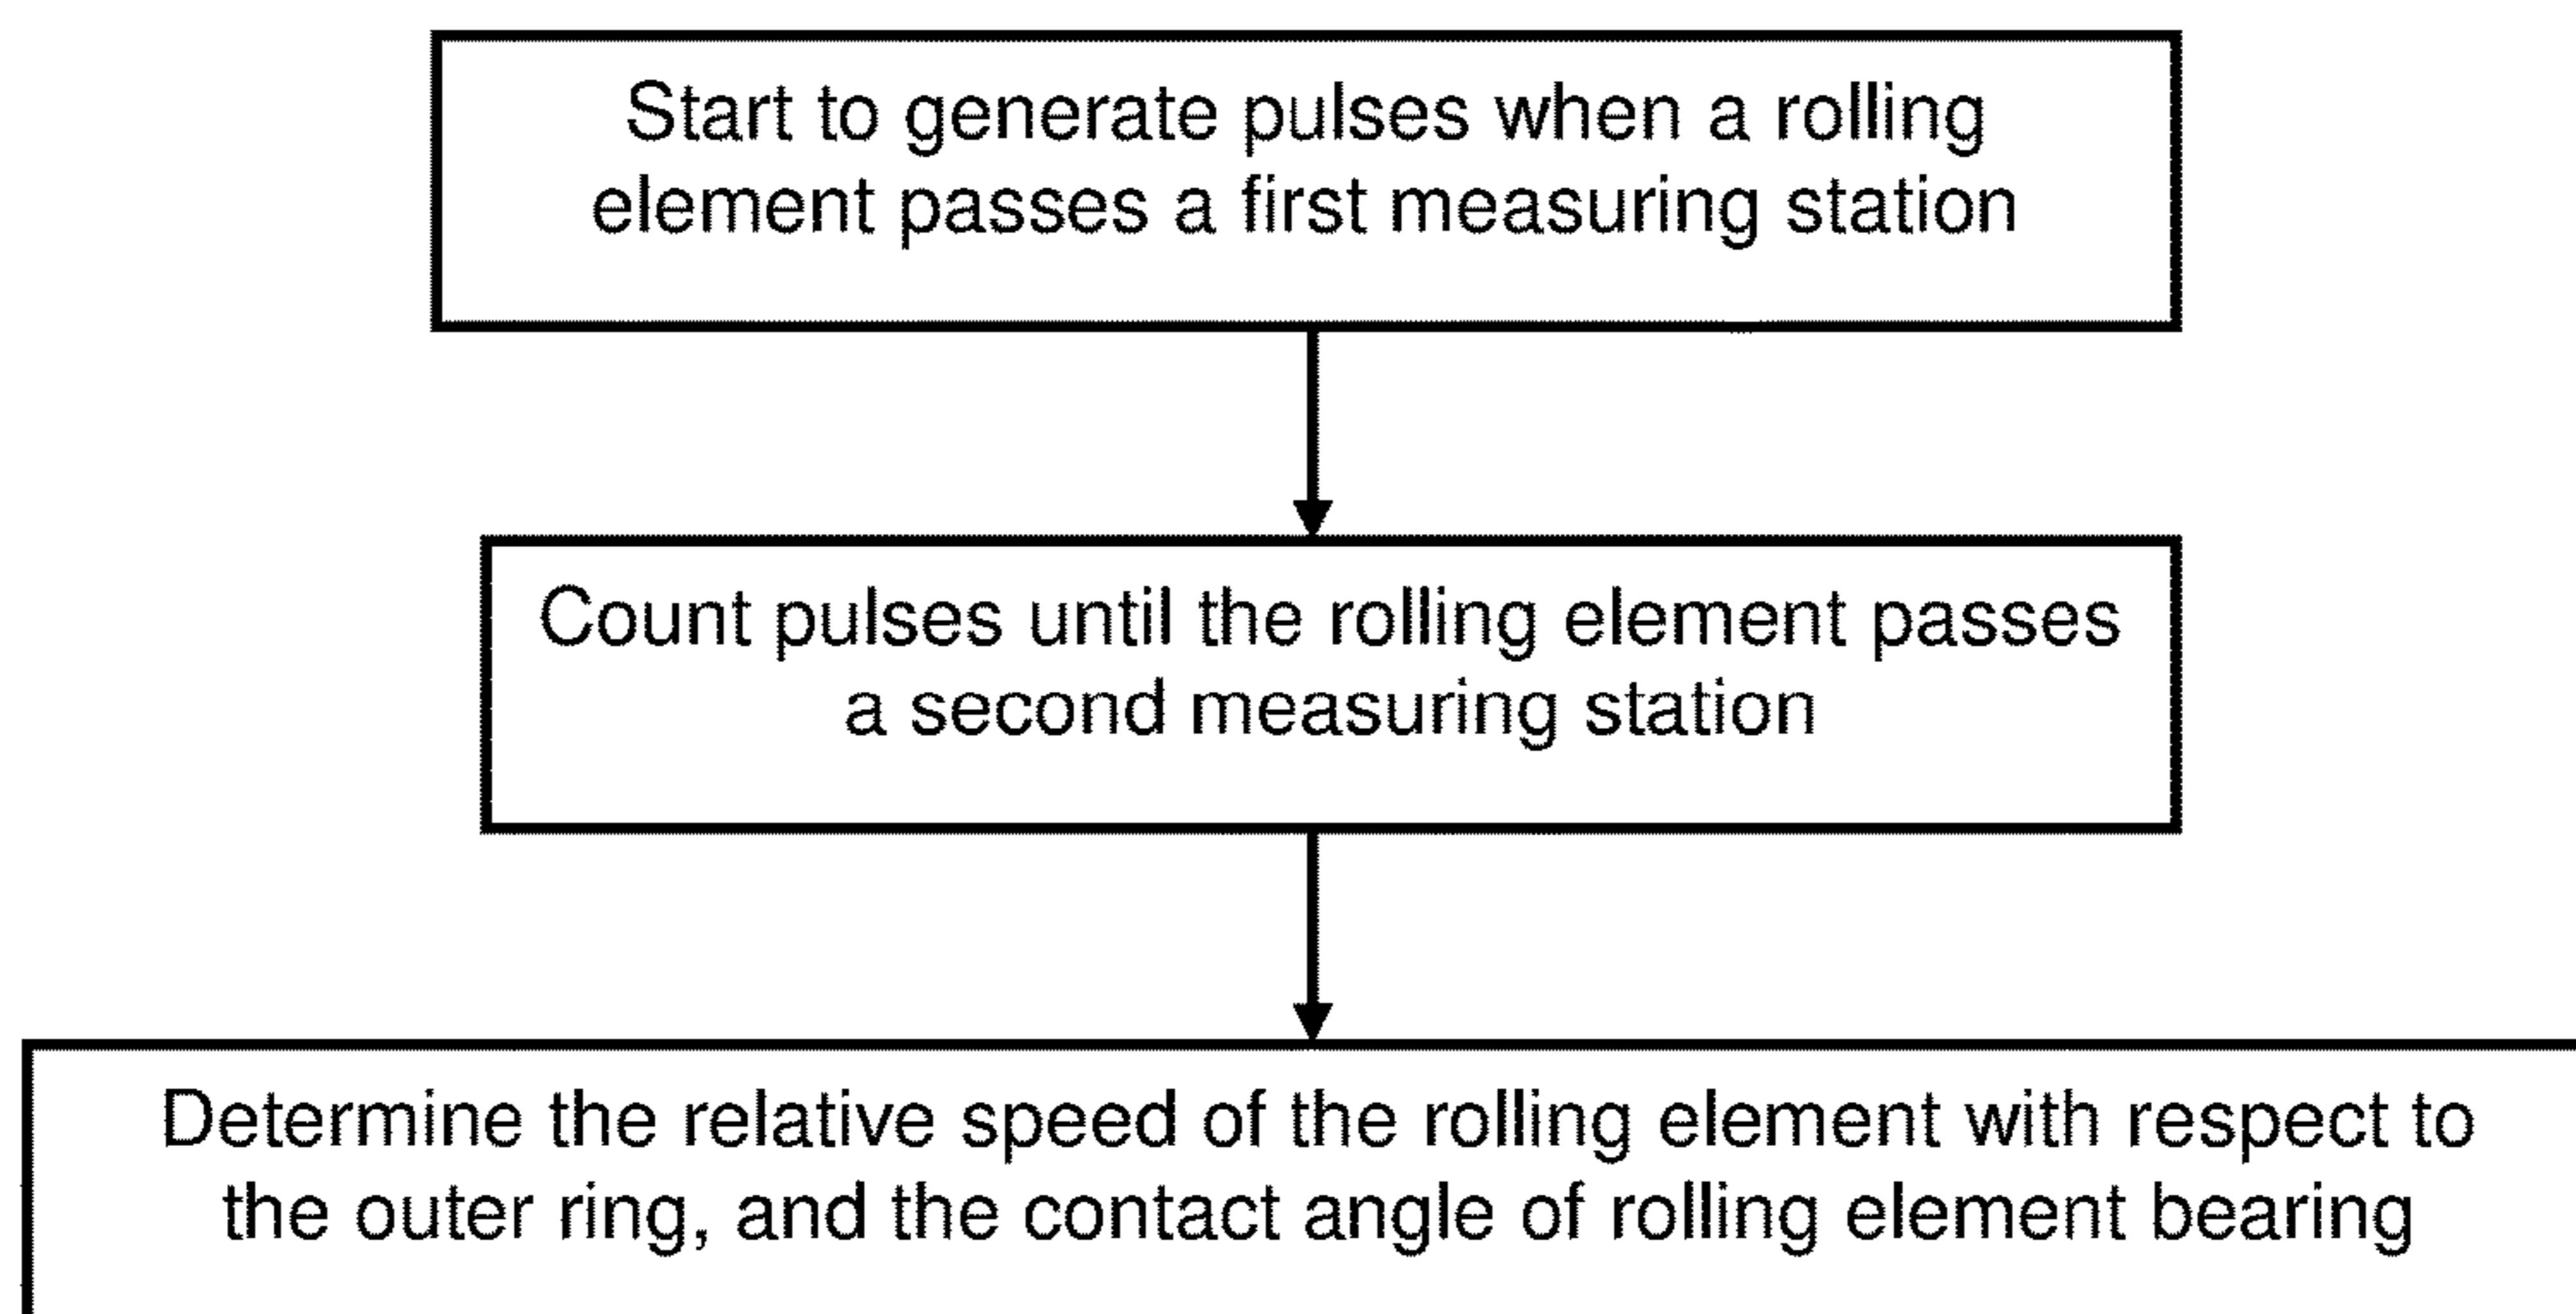 Start to generate pulses when a rolling
element passes a first measuring station
Count pulses until the rolling element passes
a second measuring station
Determine the relative speed of the rolling element with respect to
the outer ring, and the contact angle of rolling element bearing